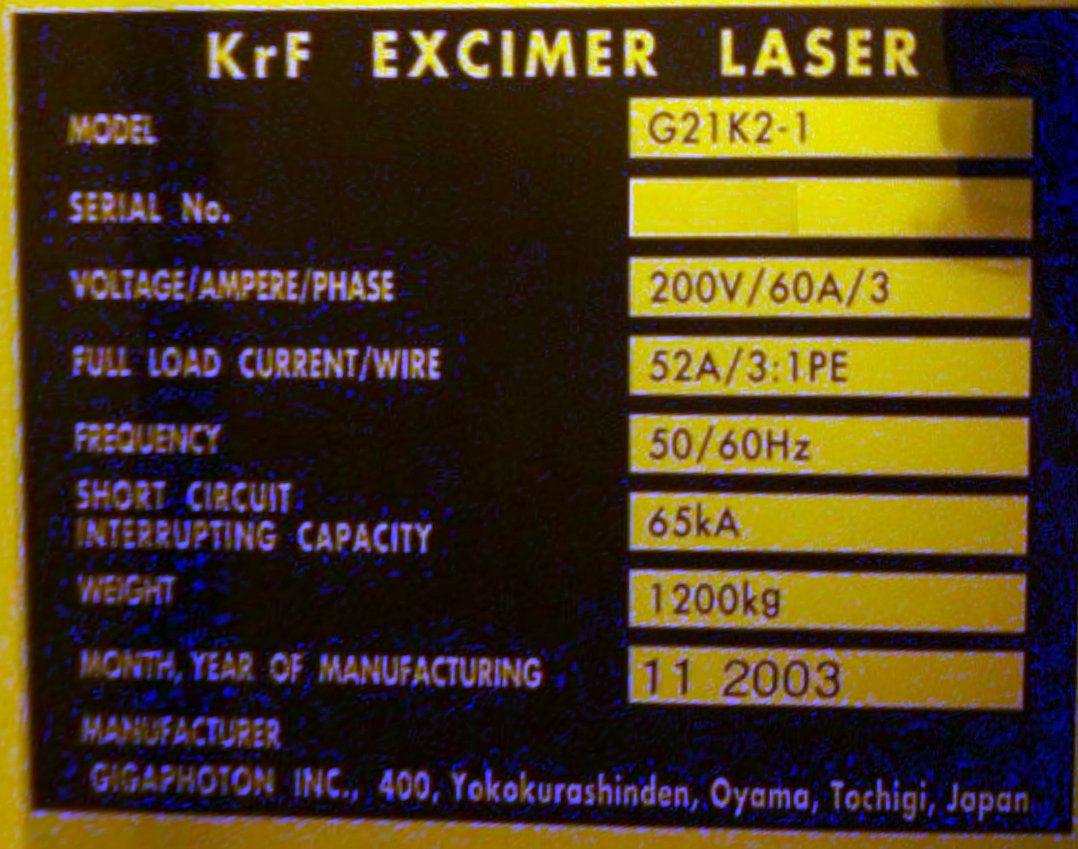 KrF EXCIMER LASER
MODEL G21K2-1
SERIAL No.
VOLTAGE/AMPERE/PHASE 200V/60A/3
FULL LOAD CURRENT/WIRE 52A/3:1PE
FREQUENCY 50/60Hz
SHORT CIRCUIT
INTERRUPTING CAPACITY 65kA
WEIGHT 1200kg
MONTH, YEAR OF MANUFACTURING 11 2003
MANUFACTURER
GIGAPHOTON INC., 400, Yokokurashinden, Oyama, Tochigi, Japan